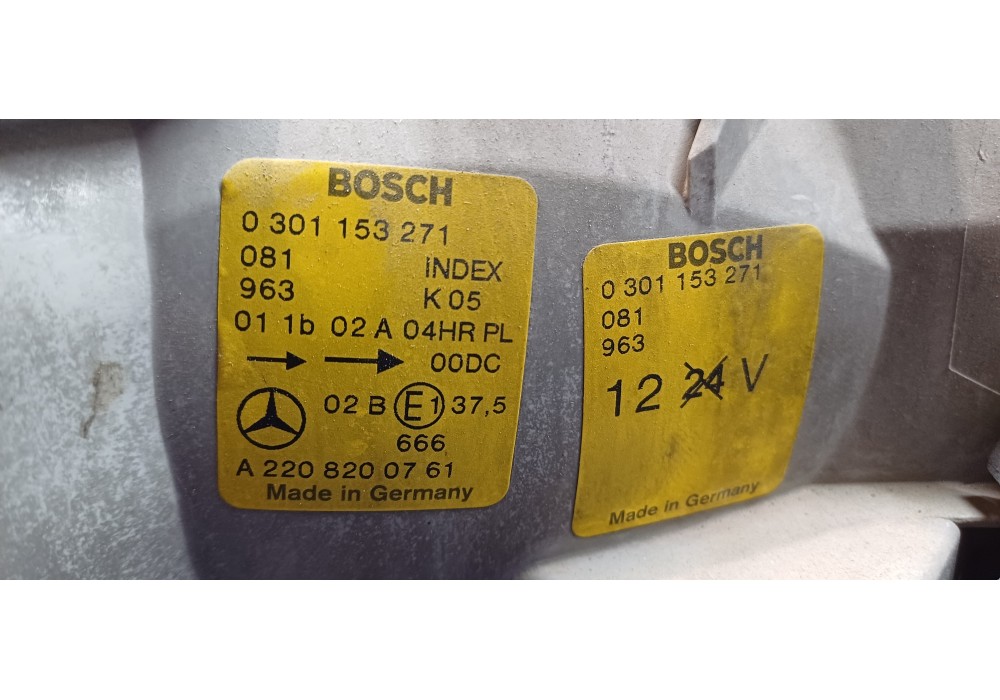 BOSCH
0 301 153 271
081
INDEX
963
K 05
01 1b 02 A 04HR PL
00DC
02 B E1 37,5
666
A 220 820 07 61
Made in Germany
BOSCH
0 301 153 271
081
963
12 24 V
Made in Germany